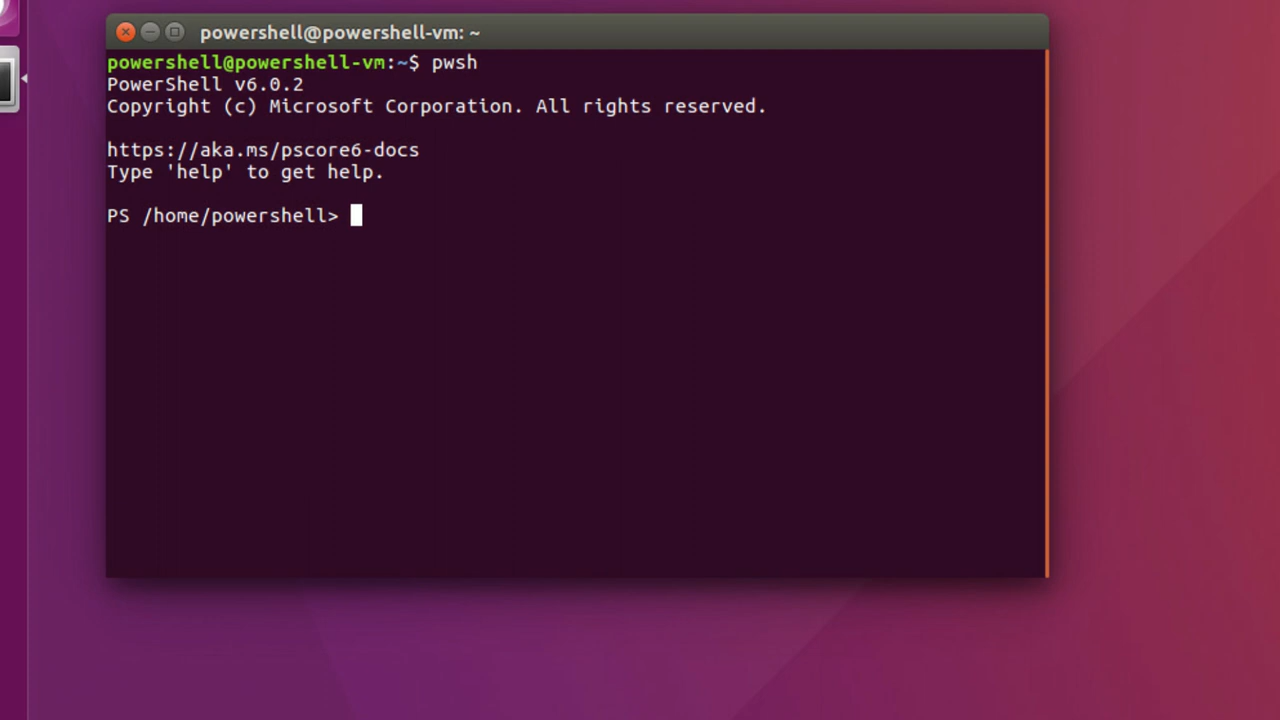 powershell@powershell-vm: ~
powershell@powershell-vm:~$ pwsh
PowerShell v6.0.2
Copyright (c) Microsoft Corporation. All rights reserved.
https://aka.ms/pscore6-docs
Type 'help' to get help.
PS /home/powershell>